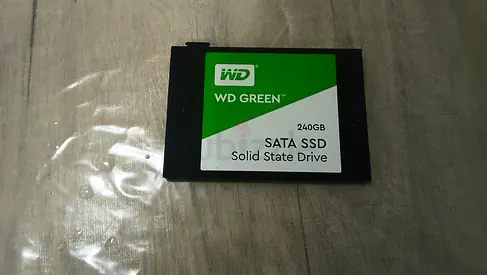 WD
WD GREEN™
240GB
SATA SSD
Solid State Drive